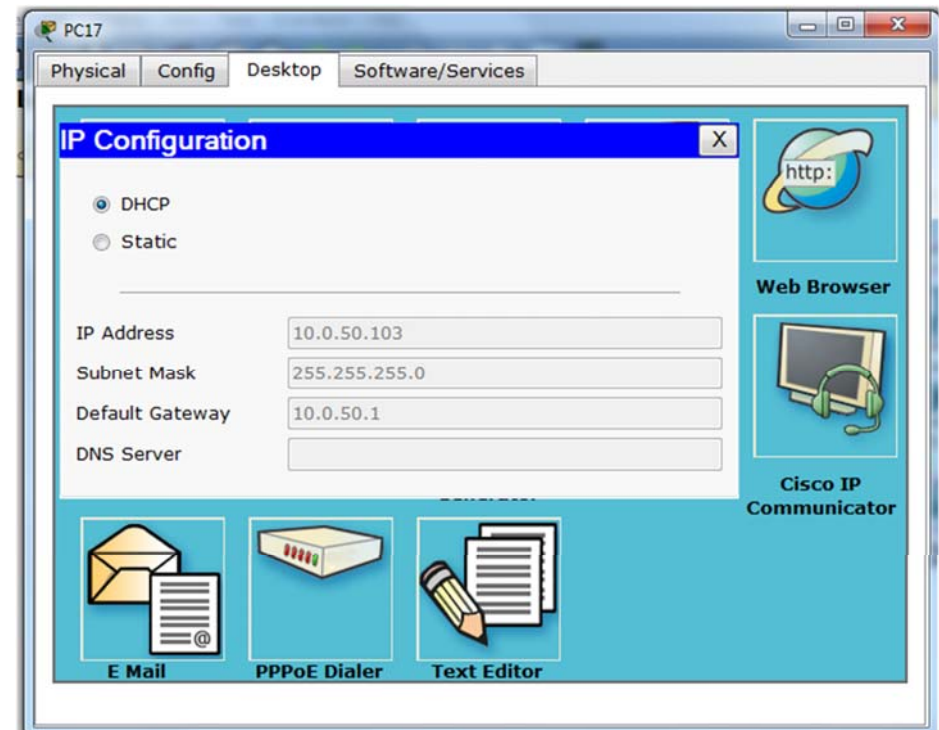 PC17
Physical Config Desktop Software/Services
IP Configuration X
http:
DHCP
Static
Web Browser
IP Address 10.0.50.103
Subnet Mask 255.255.255.0
Default Gateway 10.0.50.1
DNS Server
Cisco IP
Communicator
@
E Mail PPPoE Dialer Text Editor